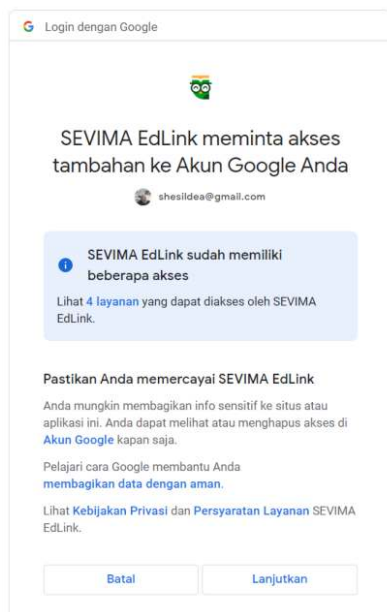 Login dengan Google
SEVIMA EdLink meminta akses
tambahan ke Akun Google Anda
shesildea@gmail.com
SEVIMA EdLink sudah memiliki
beberapa akses
Lihat 4 layanan yang dapat diakses oleh SEVIMA
EdLink.
Pastikan Anda memercayai SEVIMA EdLink
Anda mungkin membagikan info sensitif ke situs atau
aplikasi ini. Anda dapat melihat atau menghapus akses di
Akun Google kapan saja.
Pelajari cara Google membantu Anda
membagikan data dengan aman.
Lihat Kebijakan Privasi dan Persyaratan Layanan SEVIMA
EdLink.
Batal Lanjutkan